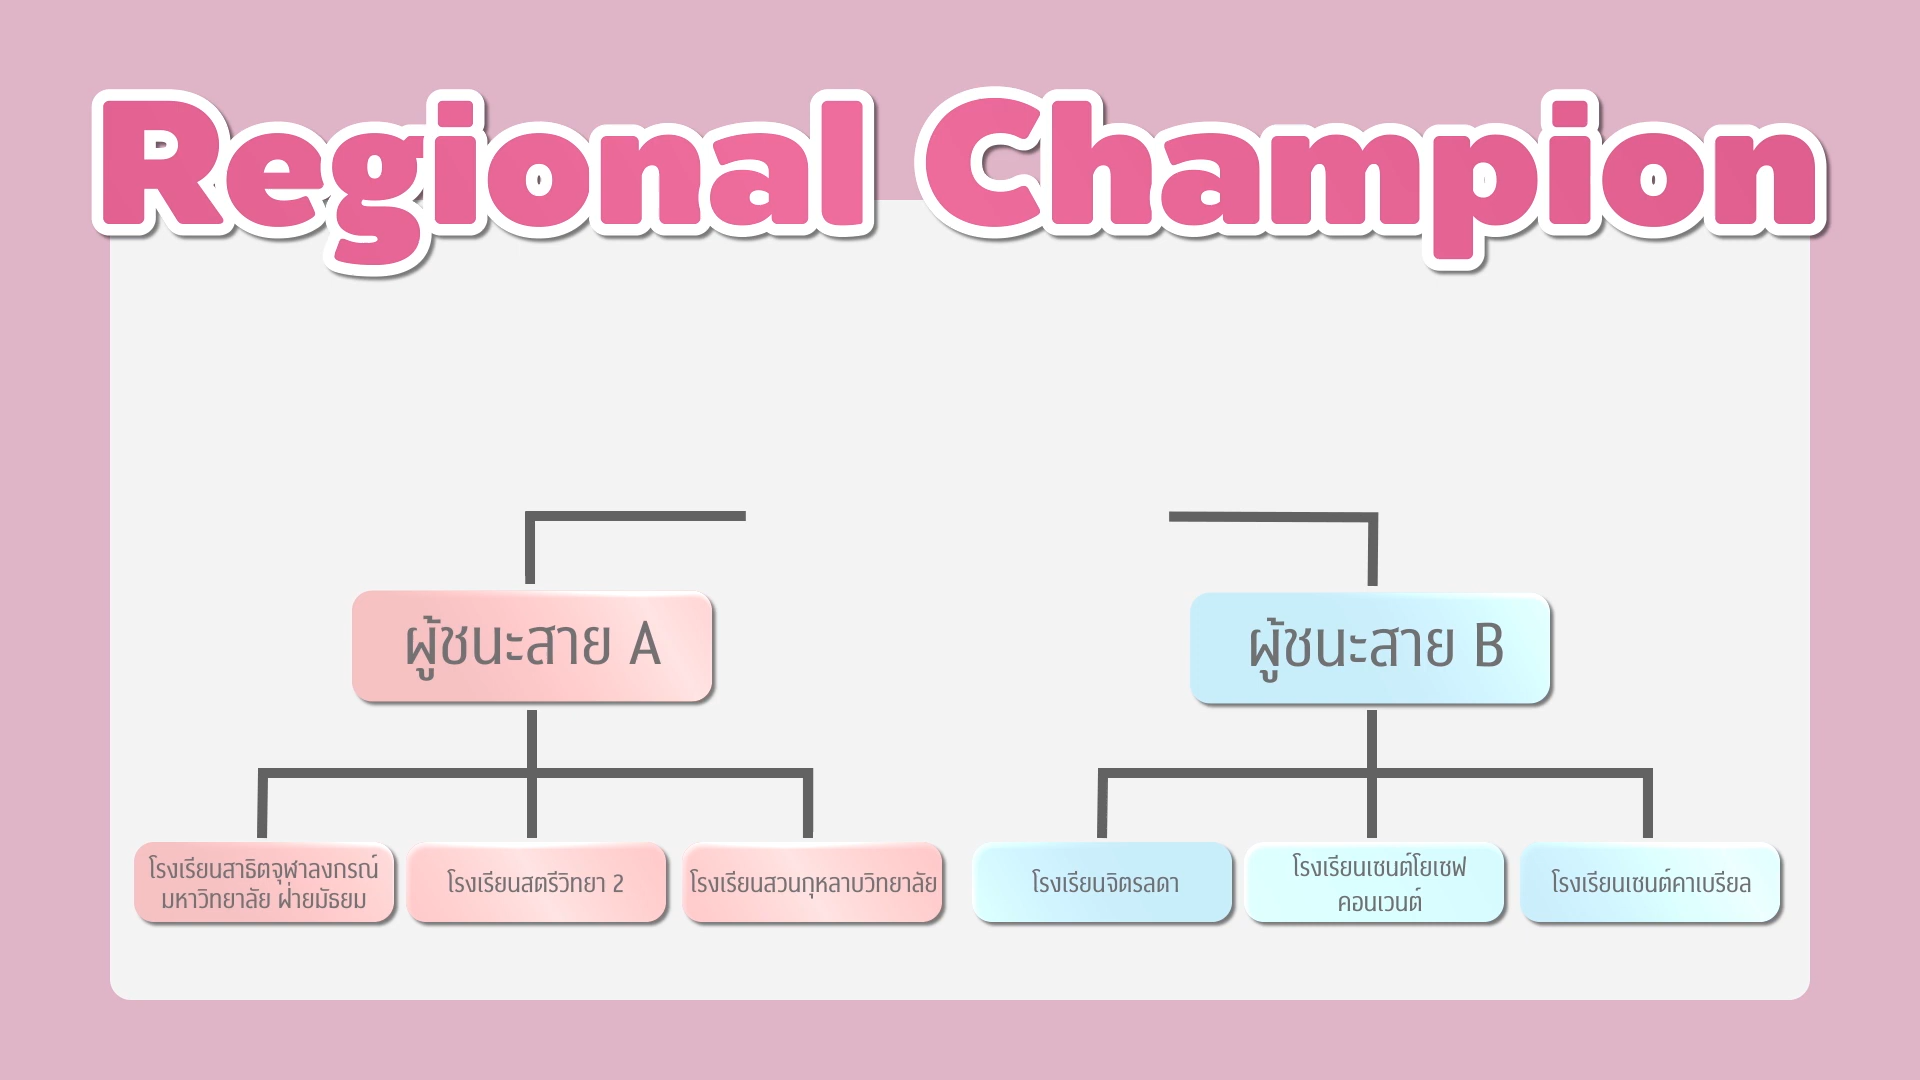 Regional Champion
ผู้ชนะสาย A
ผู้ชนะสาย B
โรงเรียนสาธิตจุฬาลงกรณ์
มหาวิทยาลัย ฝ่ายมัธยม
โรงเรียนสตรีวิทยา 2
โรงเรียนสวนกุหลาบวิทยาลัย
โรงเรียนจิตรลดา
โรงเรียนเซนต์โยเซฟ
คอนเวนต์
โรงเรียนเซนต์คาเบรียล